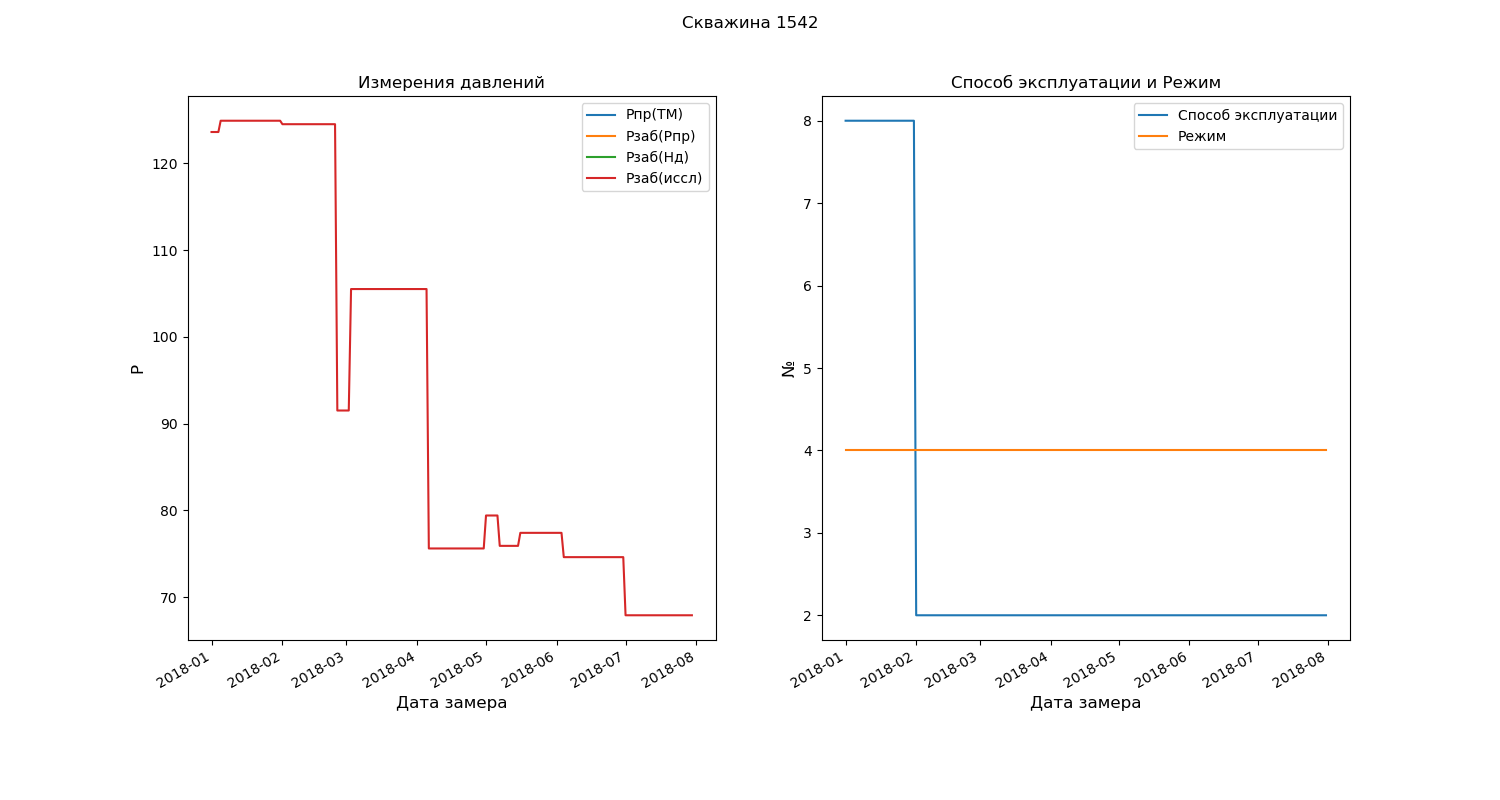 Скважина 1542
Измерения давлений
Рпр(ТМ)
Рзаб(Рпр)
Рзаб(Нд)
Рзаб(иссл)
120
110
100
90
80
70
Р
2018-01
2018-02
2018-03
2018-04
2018-05
2018-06
2018-07
2018-08
Дата замера
Способ эксплуатации и Режим
Способ эксплуатации
Режим
8
7
6
5
4
3
2
№
2018-01
2018-02
2018-03
2018-04
2018-05
2018-06
2018-07
2018-08
Дата замера